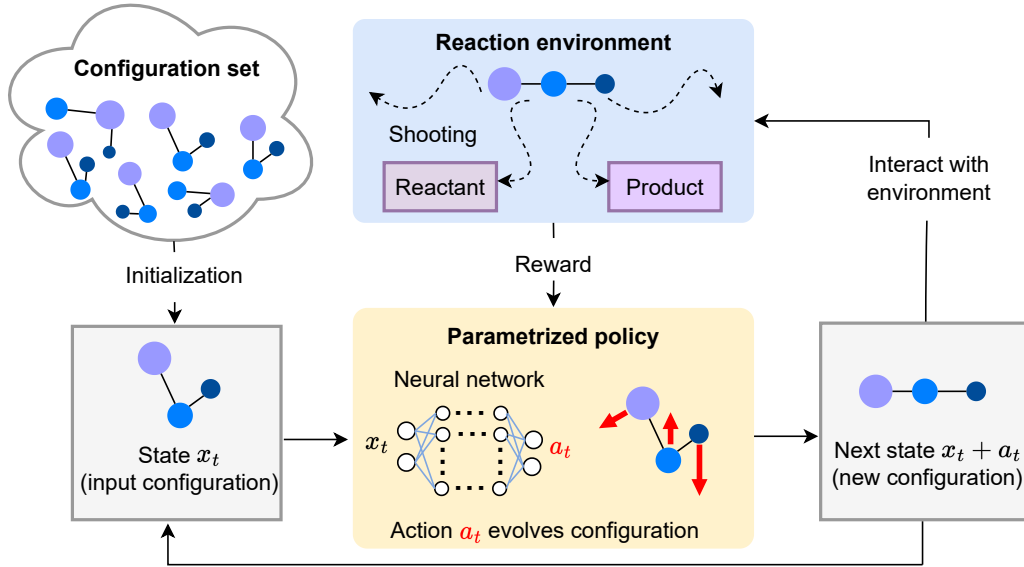 Configuration set
Reaction environment
Shooting
Reactant
Product
Interact with
environment
Initialization
Reward
Parametrized policy
Neural network
x_t
a_t
Action a_t evolves configuration
State x_t
(input configuration)
Next state x_t + a_t
(new configuration)